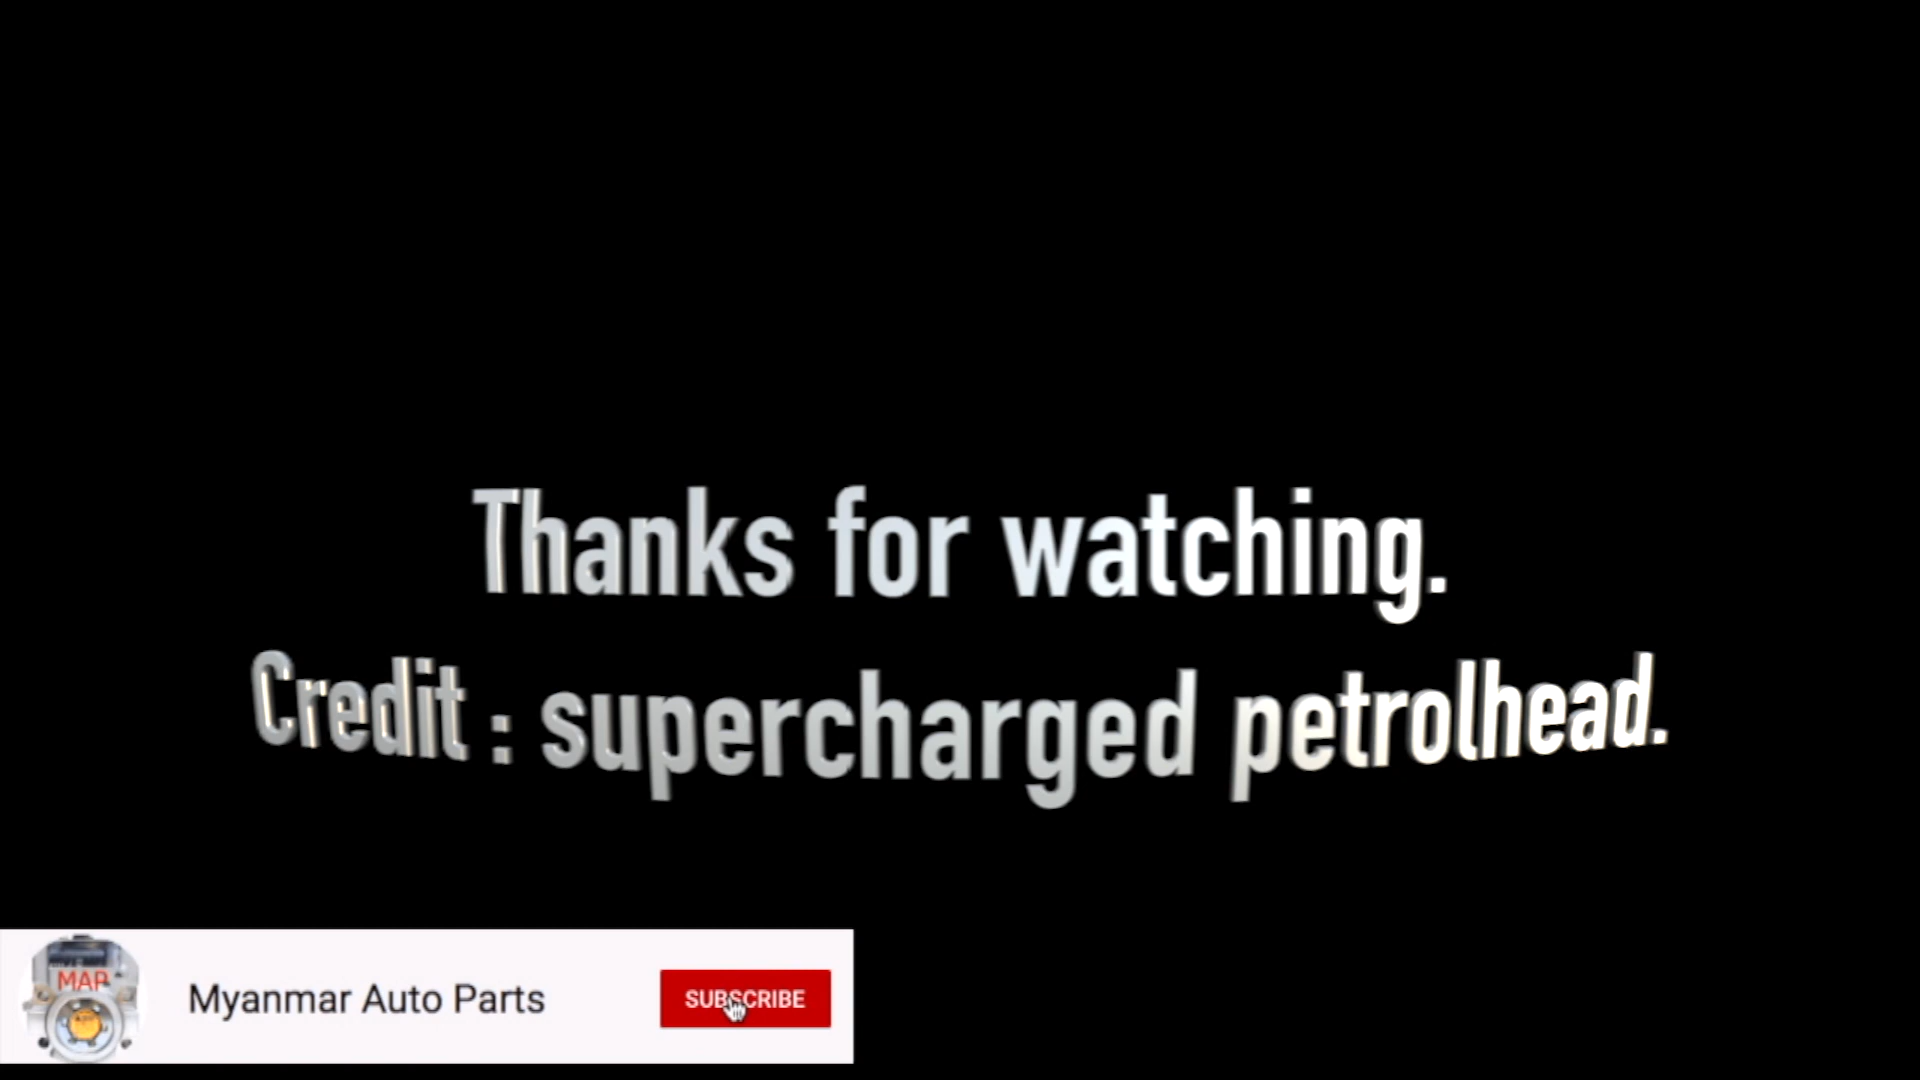 Thanks for watching.
Credit : supercharged petrolhead.
MAP
Myanmar Auto Parts
SUBSCRIBE